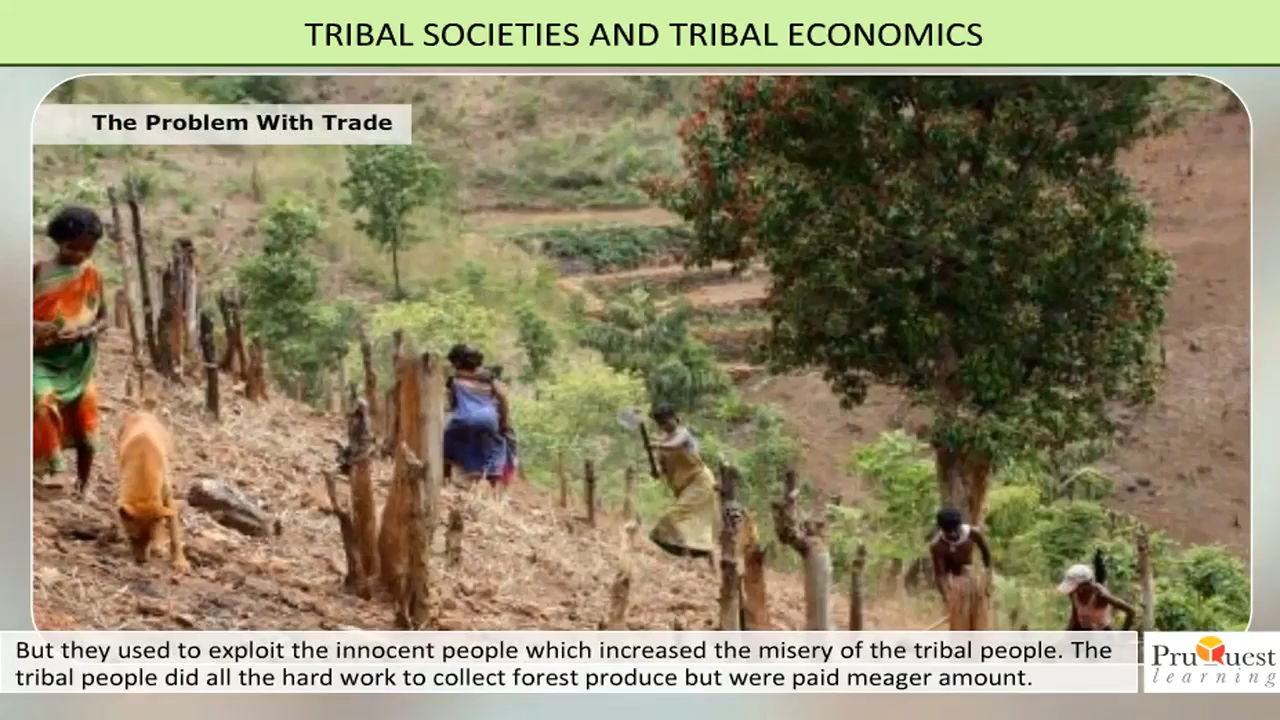 TRIBAL SOCIETIES AND TRIBAL ECONOMICS
The Problem With Trade
But they used to exploit the innocent people which increased the misery of the tribal people. The
tribal people did all the hard work to collect forest produce but were paid meager amount.
PruQuest
learning